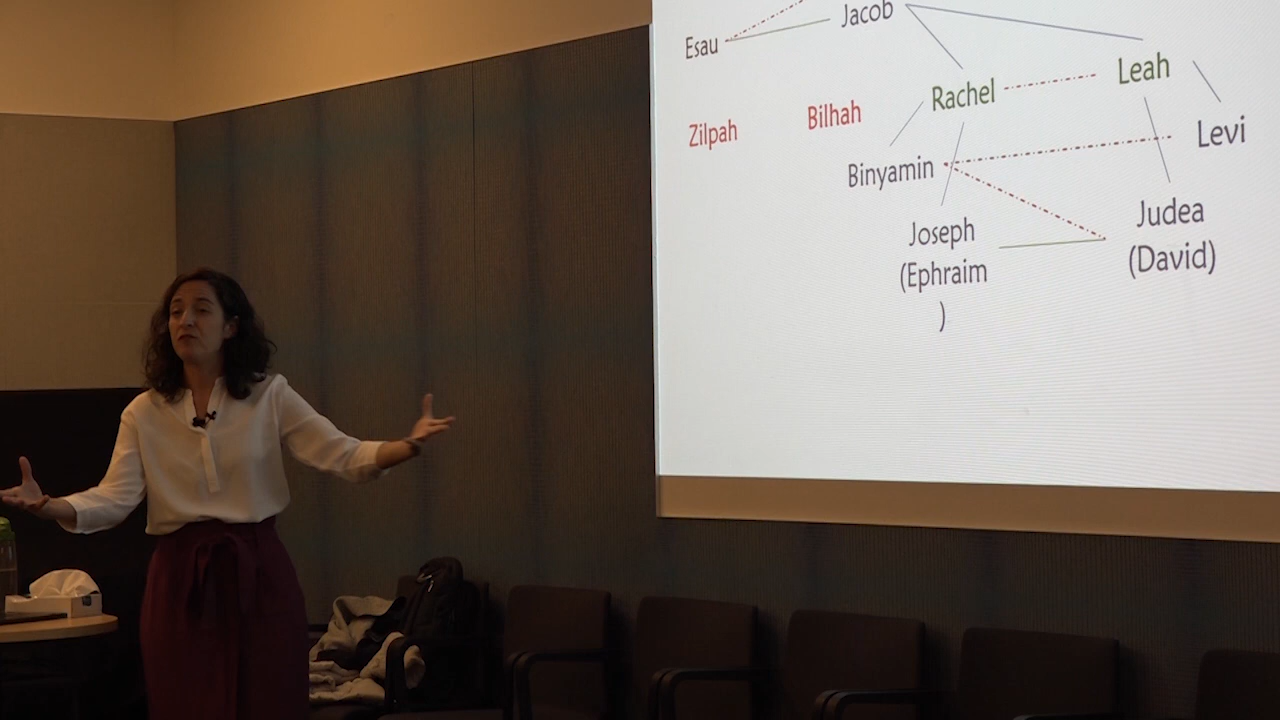 Jacob
Esau
Leah
Rachel
Bilhah
Zilpah
Levi
Binyamin
Judea
(David)
Joseph
(Ephraim
)